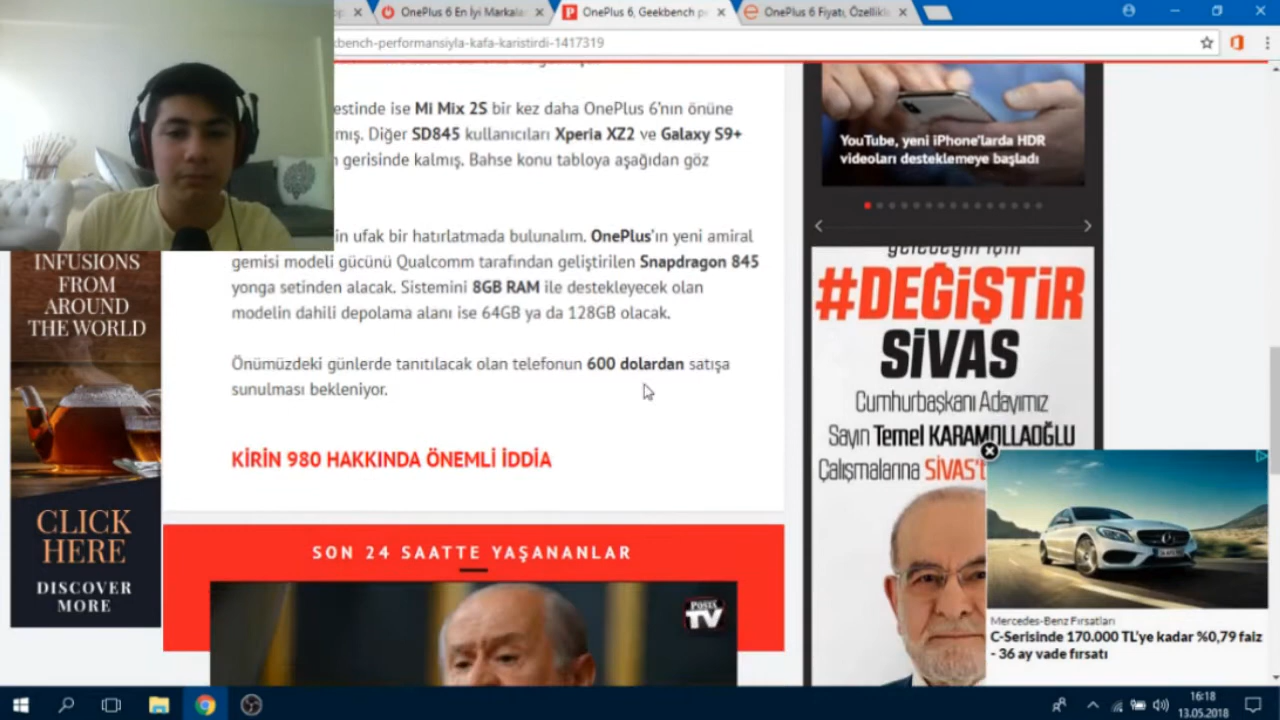 OnePlus 6 En İyi Markala
OnePlus 6, Geekbench pe
OnePlus 6 Fiyatı, Özellikle
bench-performansiyla-kafa-karistirdi-1417319
estinde ise Mi Mix 2S bir kez daha OnePlus 6'nın önüne
mış. Diğer SD845 kullanıcıları Xperia XZ2 ve Galaxy S9+
gerisinde kalmış. Bahse konu tabloya aşağıdan göz
in ufak bir hatırlatmada bulunalım. OnePlus'ın yeni amiral
gemisi modeli gücünü Qualcomm tarafından geliştirilen Snapdragon 845
yonga setinden alacak. Sistemini 8GB RAM ile destekleyecek olan
modelin dahili depolama alanı ise 64GB ya da 128GB olacak.
Önümüzdeki günlerde tanıtılacak olan telefonun 600 dolardan satışa
sunulması bekleniyor.
KİRİN 980 HAKKINDA ÖNEMLİ İDDİA
SON 24 SAATTE YAŞANANLAR
POSTA
TV
INFUSIONS
FROM
AROUND
THE WORLD
CLICK
HERE
DISCOVER
MORE
YouTube, yeni iPhone'larda HDR
videoları desteklemeye başladı
geleceğin için
#DEĞİŞTİR
SİVAS
Cumhurbaşkanı Adayımız
Sayın Temel KARAMOLLAOĞLU
Çalışmalarına SİVAS't
Mercedes-Benz Fırsatları
C-Serisinde 170.000 TL'ye kadar %0,79 faiz
- 36 ay vade fırsatı
16:18
13.05.2018